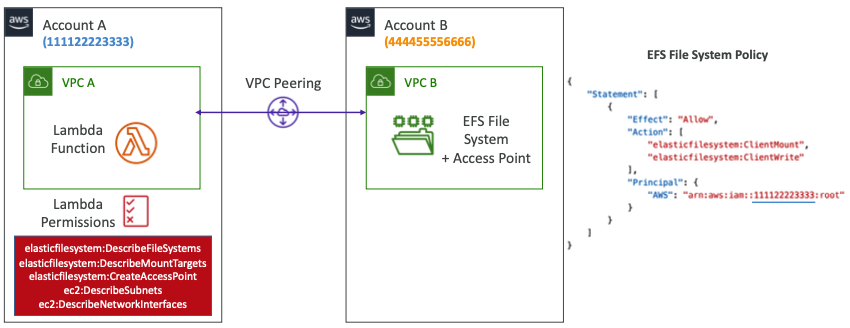 aws
Account A
(111122223333)
VPC A
Lambda
Function
Lambda
Permissions
elasticfilesystem:DescribeFileSystems
elasticfilesystem:DescribeMountTargets
elasticfilesystem:CreateAccessPoint
ec2:DescribeSubnets
ec2:DescribeNetworkInterfaces
VPC Peering
aws
Account B
(444455556666)
VPC B
EFS File
System
+ Access Point
EFS File System Policy
{
"Statement": [
{
"Effect": "Allow",
"Action": [
"elasticfilesystem:ClientMount",
"elasticfilesystem:ClientWrite"
],
"Principal": {
"AWS": "arn:aws:iam::111122223333:root"
}
}
]
}